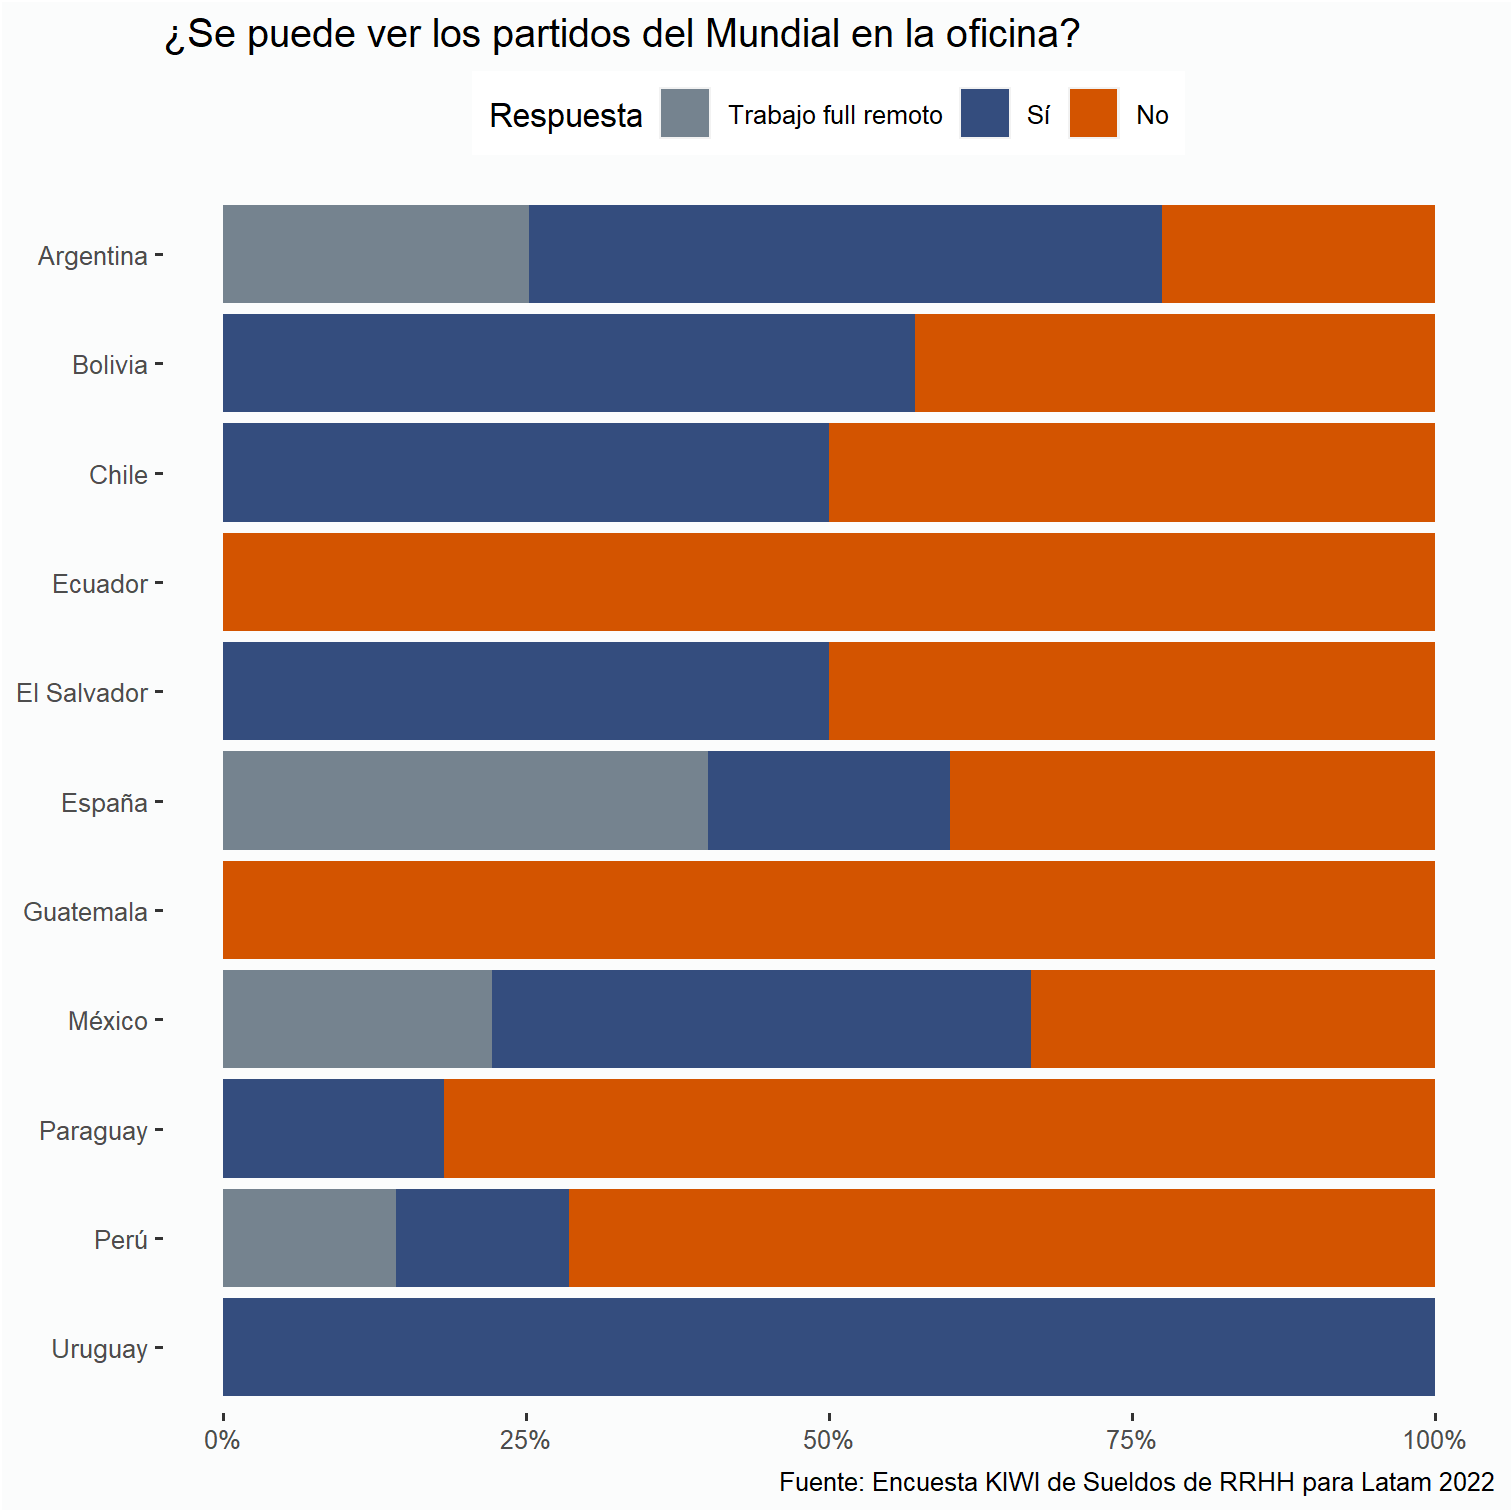 ¿Se puede ver los partidos del Mundial en la oficina?
Respuesta Trabajo full remoto Sí No
Argentina
Bolivia
Chile
Ecuador
El Salvador
España
Guatemala
México
Paraguay
Perú
Uruguay
0% 25% 50% 75% 100%
Fuente: Encuesta KIWI de Sueldos de RRHH para Latam 2022